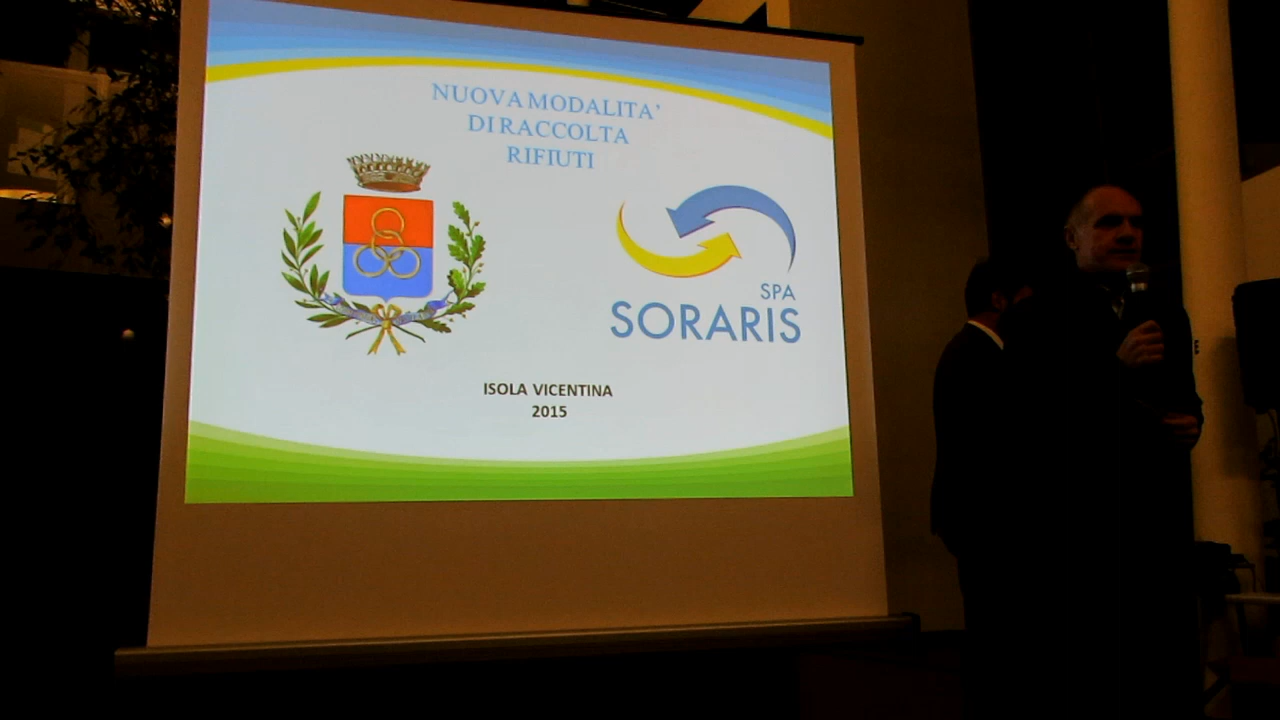 NUOVA MODALITA'
DI RACCOLTA
RIFIUTI
SPA
SORARIS
ISOLA VICENTINA
2015